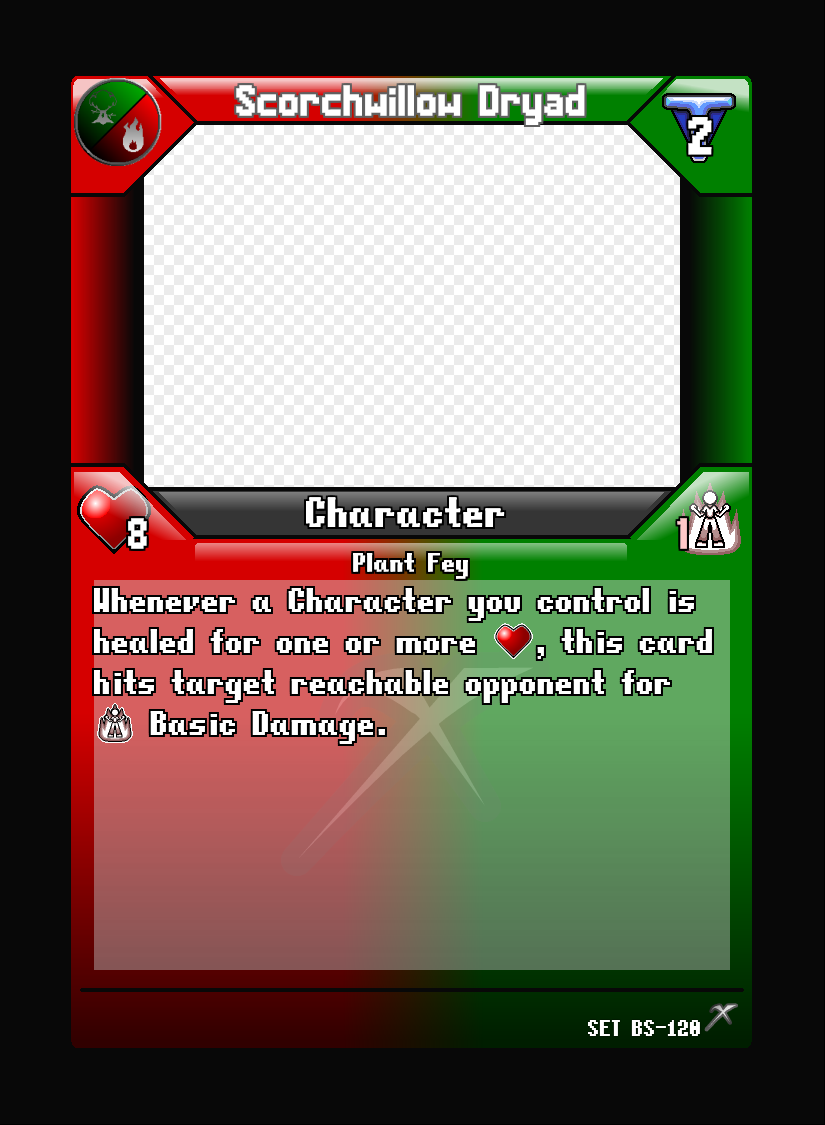 Scorchwillow Dryad
2
Character
8
1
Plant Fey
Whenever a Character you control is
healed for one or more , this card
hits target reachable opponent for
Basic Damage.
SET BS-120